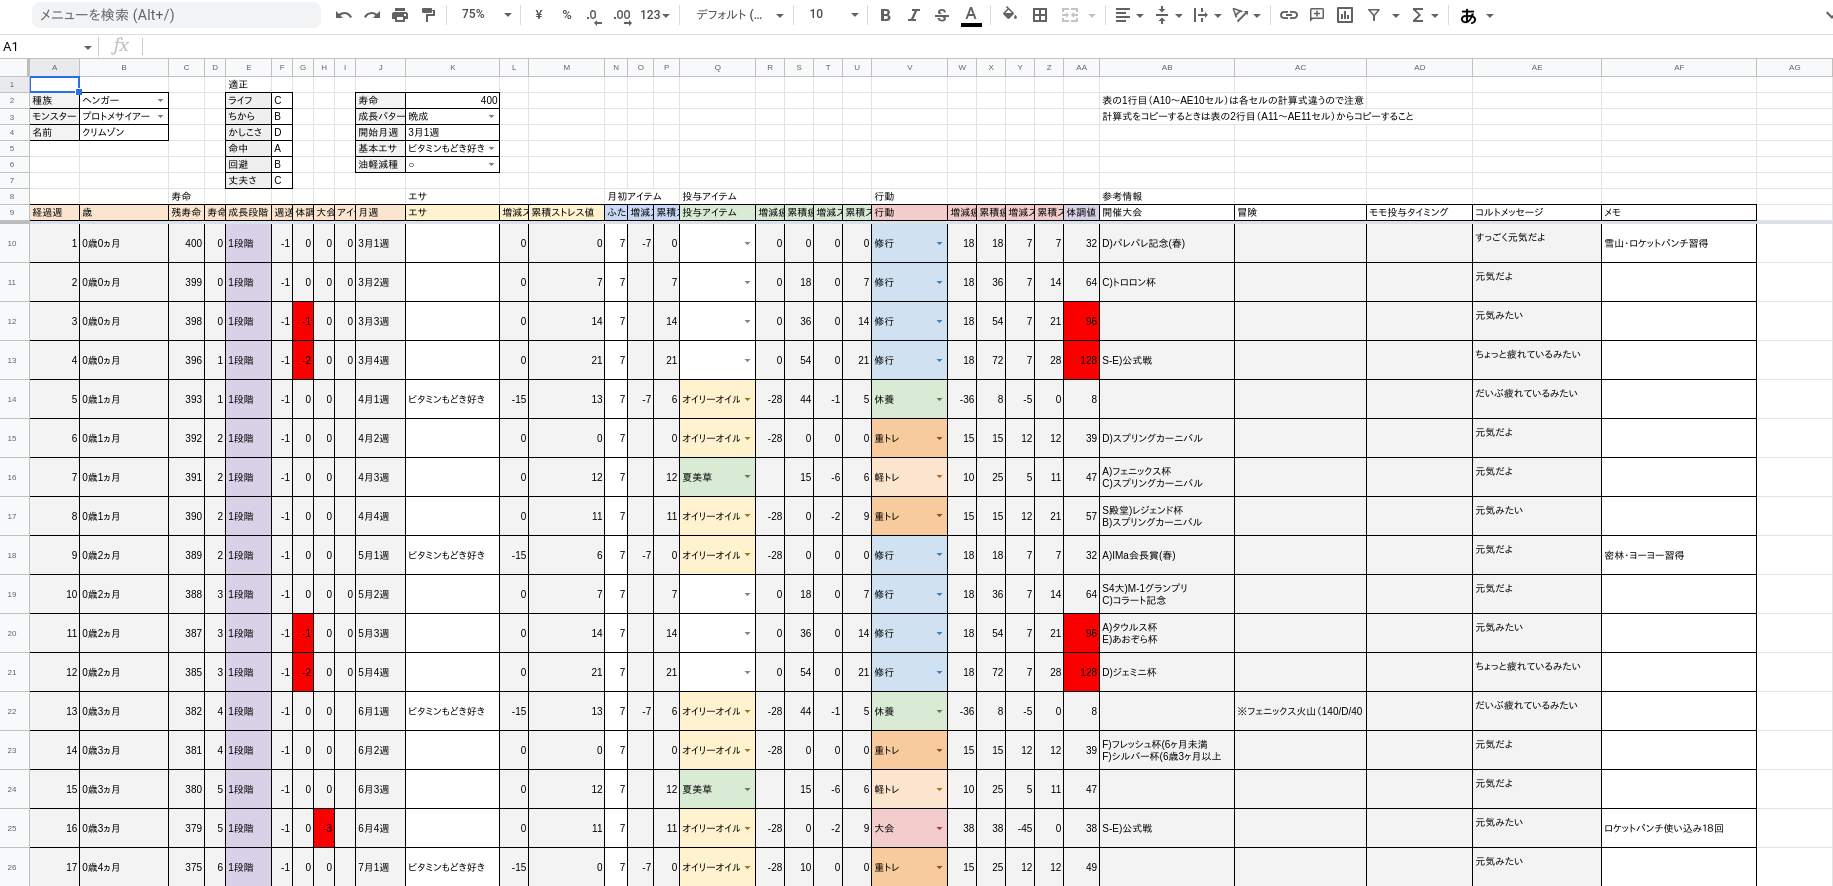 メニューを検索 (Alt+/) 75% ¥ % .0 .00 123 デフォルト (... 10 B I S A Σ あ
A1 fx
A B C D E F G H I J K L M N O P Q R S T U V W X Y Z AA AB AC AD AE AF AG
1 適正
2 種族 ヘンガー ライフ C 寿命 400 表の1行目(A10～AE10セル)は各セルの計算式違うので注意
3 モンスター プロトメサイアー ちから B 成長パター 晩成 計算式をコピーするときは表の2行目(A11～AE11セル)からコピーすること
4 名前 クリムゾン かしこさ D 開始月週 3月1週
5 命中 A 基本エサ ビタミンもどき好き
6 回避 B 油軽減種 ○
7 丈夫さ C
8 寿命 エサ 月初アイテム 投与アイテム 行動 参考情報
9 経過週 歳 残寿命 寿命 成長段階 週送 体調 大会 アイ 月週 エサ 増減ス 累積ストレス値 ふた 増減ス 累積ス 投与アイテム 増減疲 累積疲 増減ス 累積ス 行動 増減疲 累積疲 増減ス 累積ス 体調値 開催大会 冒険 モモ投与タイミング コルトメッセージ メモ
10 1 0歳0ヵ月 400 0 1段階 -1 0 0 0 3月1週 0 0 7 -7 0 0 0 0 0 修行 18 18 7 7 32 D)パレパレ記念(春) すっごく元気だよ 雪山・ロケットパンチ習得
11 2 0歳0ヵ月 399 0 1段階 -1 0 0 0 3月2週 0 7 7 7 0 18 0 7 修行 18 36 7 14 64 C)トロロン杯 元気だよ
12 3 0歳0ヵ月 398 0 1段階 -1 -1 0 0 3月3週 0 14 7 14 0 36 0 14 修行 18 54 7 21 96 元気みたい
13 4 0歳0ヵ月 396 1 1段階 -1 -2 0 0 3月4週 0 21 7 21 0 54 0 21 修行 18 72 7 28 128 S-E)公式戦 ちょっと疲れているみたい
14 5 0歳1ヵ月 393 1 1段階 -1 0 0 4月1週 ビタミンもどき好き -15 13 7 -7 6 オイリーオイル -28 44 -1 5 休養 -36 8 -5 0 8 だいぶ疲れているみたい
15 6 0歳1ヵ月 392 2 1段階 -1 0 0 4月2週 0 0 7 0 オイリーオイル -28 0 0 0 重トレ 15 15 12 12 39 D)スプリングカーニバル 元気だよ
16 7 0歳1ヵ月 391 2 1段階 -1 0 0 4月3週 0 12 7 12 夏美草 15 -6 6 軽トレ 10 25 5 11 47 A)フェニックス杯
C)スプリングカーニバル 元気だよ
17 8 0歳1ヵ月 390 2 1段階 -1 0 0 4月4週 0 11 7 11 オイリーオイル -28 0 -2 9 重トレ 15 15 12 21 57 S殿堂)レジェンド杯
B)スプリングカーニバル 元気みたい
18 9 0歳2ヵ月 389 2 1段階 -1 0 0 5月1週 ビタミンもどき好き -15 6 7 -7 0 オイリーオイル -28 0 0 0 修行 18 18 7 7 32 A)IMa会長賞(春) 元気だよ 密林・ヨーヨー習得
19 10 0歳2ヵ月 388 3 1段階 -1 0 0 0 5月2週 0 7 7 7 0 18 0 7 修行 18 36 7 14 64 S4大)M-1グランプリ
C)コラート記念 元気だよ
20 11 0歳2ヵ月 387 3 1段階 -1 -1 0 0 5月3週 0 14 7 14 0 36 0 14 修行 18 54 7 21 96 A)タウルス杯
E)あおぞら杯 元気みたい
21 12 0歳2ヵ月 385 3 1段階 -1 -2 0 0 5月4週 0 21 7 21 0 54 0 21 修行 18 72 7 28 128 D)ジェミニ杯 ちょっと疲れているみたい
22 13 0歳3ヵ月 382 4 1段階 -1 0 0 6月1週 ビタミンもどき好き -15 13 7 -7 6 オイリーオイル -28 44 -1 5 休養 -36 8 -5 0 8 ※フェニックス火山(140/D/40 だいぶ疲れているみたい
23 14 0歳3ヵ月 381 4 1段階 -1 0 0 6月2週 0 0 7 0 オイリーオイル -28 0 0 0 重トレ 15 15 12 12 39 F)フレッシュ杯(6ヶ月未満
F)シルバー杯(6歳3ヶ月以上 元気だよ
24 15 0歳3ヵ月 380 5 1段階 -1 0 0 6月3週 0 12 7 12 夏美草 15 -6 6 軽トレ 10 25 5 11 47 元気だよ
25 16 0歳3ヵ月 379 5 1段階 -1 0 -3 6月4週 0 11 7 11 オイリーオイル -28 0 -2 9 大会 38 38 -45 0 38 S-E)公式戦 元気みたい ロケットパンチ使い込み18回
26 17 0歳4ヵ月 375 6 1段階 -1 0 0 7月1週 ビタミンもどき好き -15 0 7 -7 0 オイリーオイル -28 10 0 0 重トレ 15 25 12 12 49 元気みたい